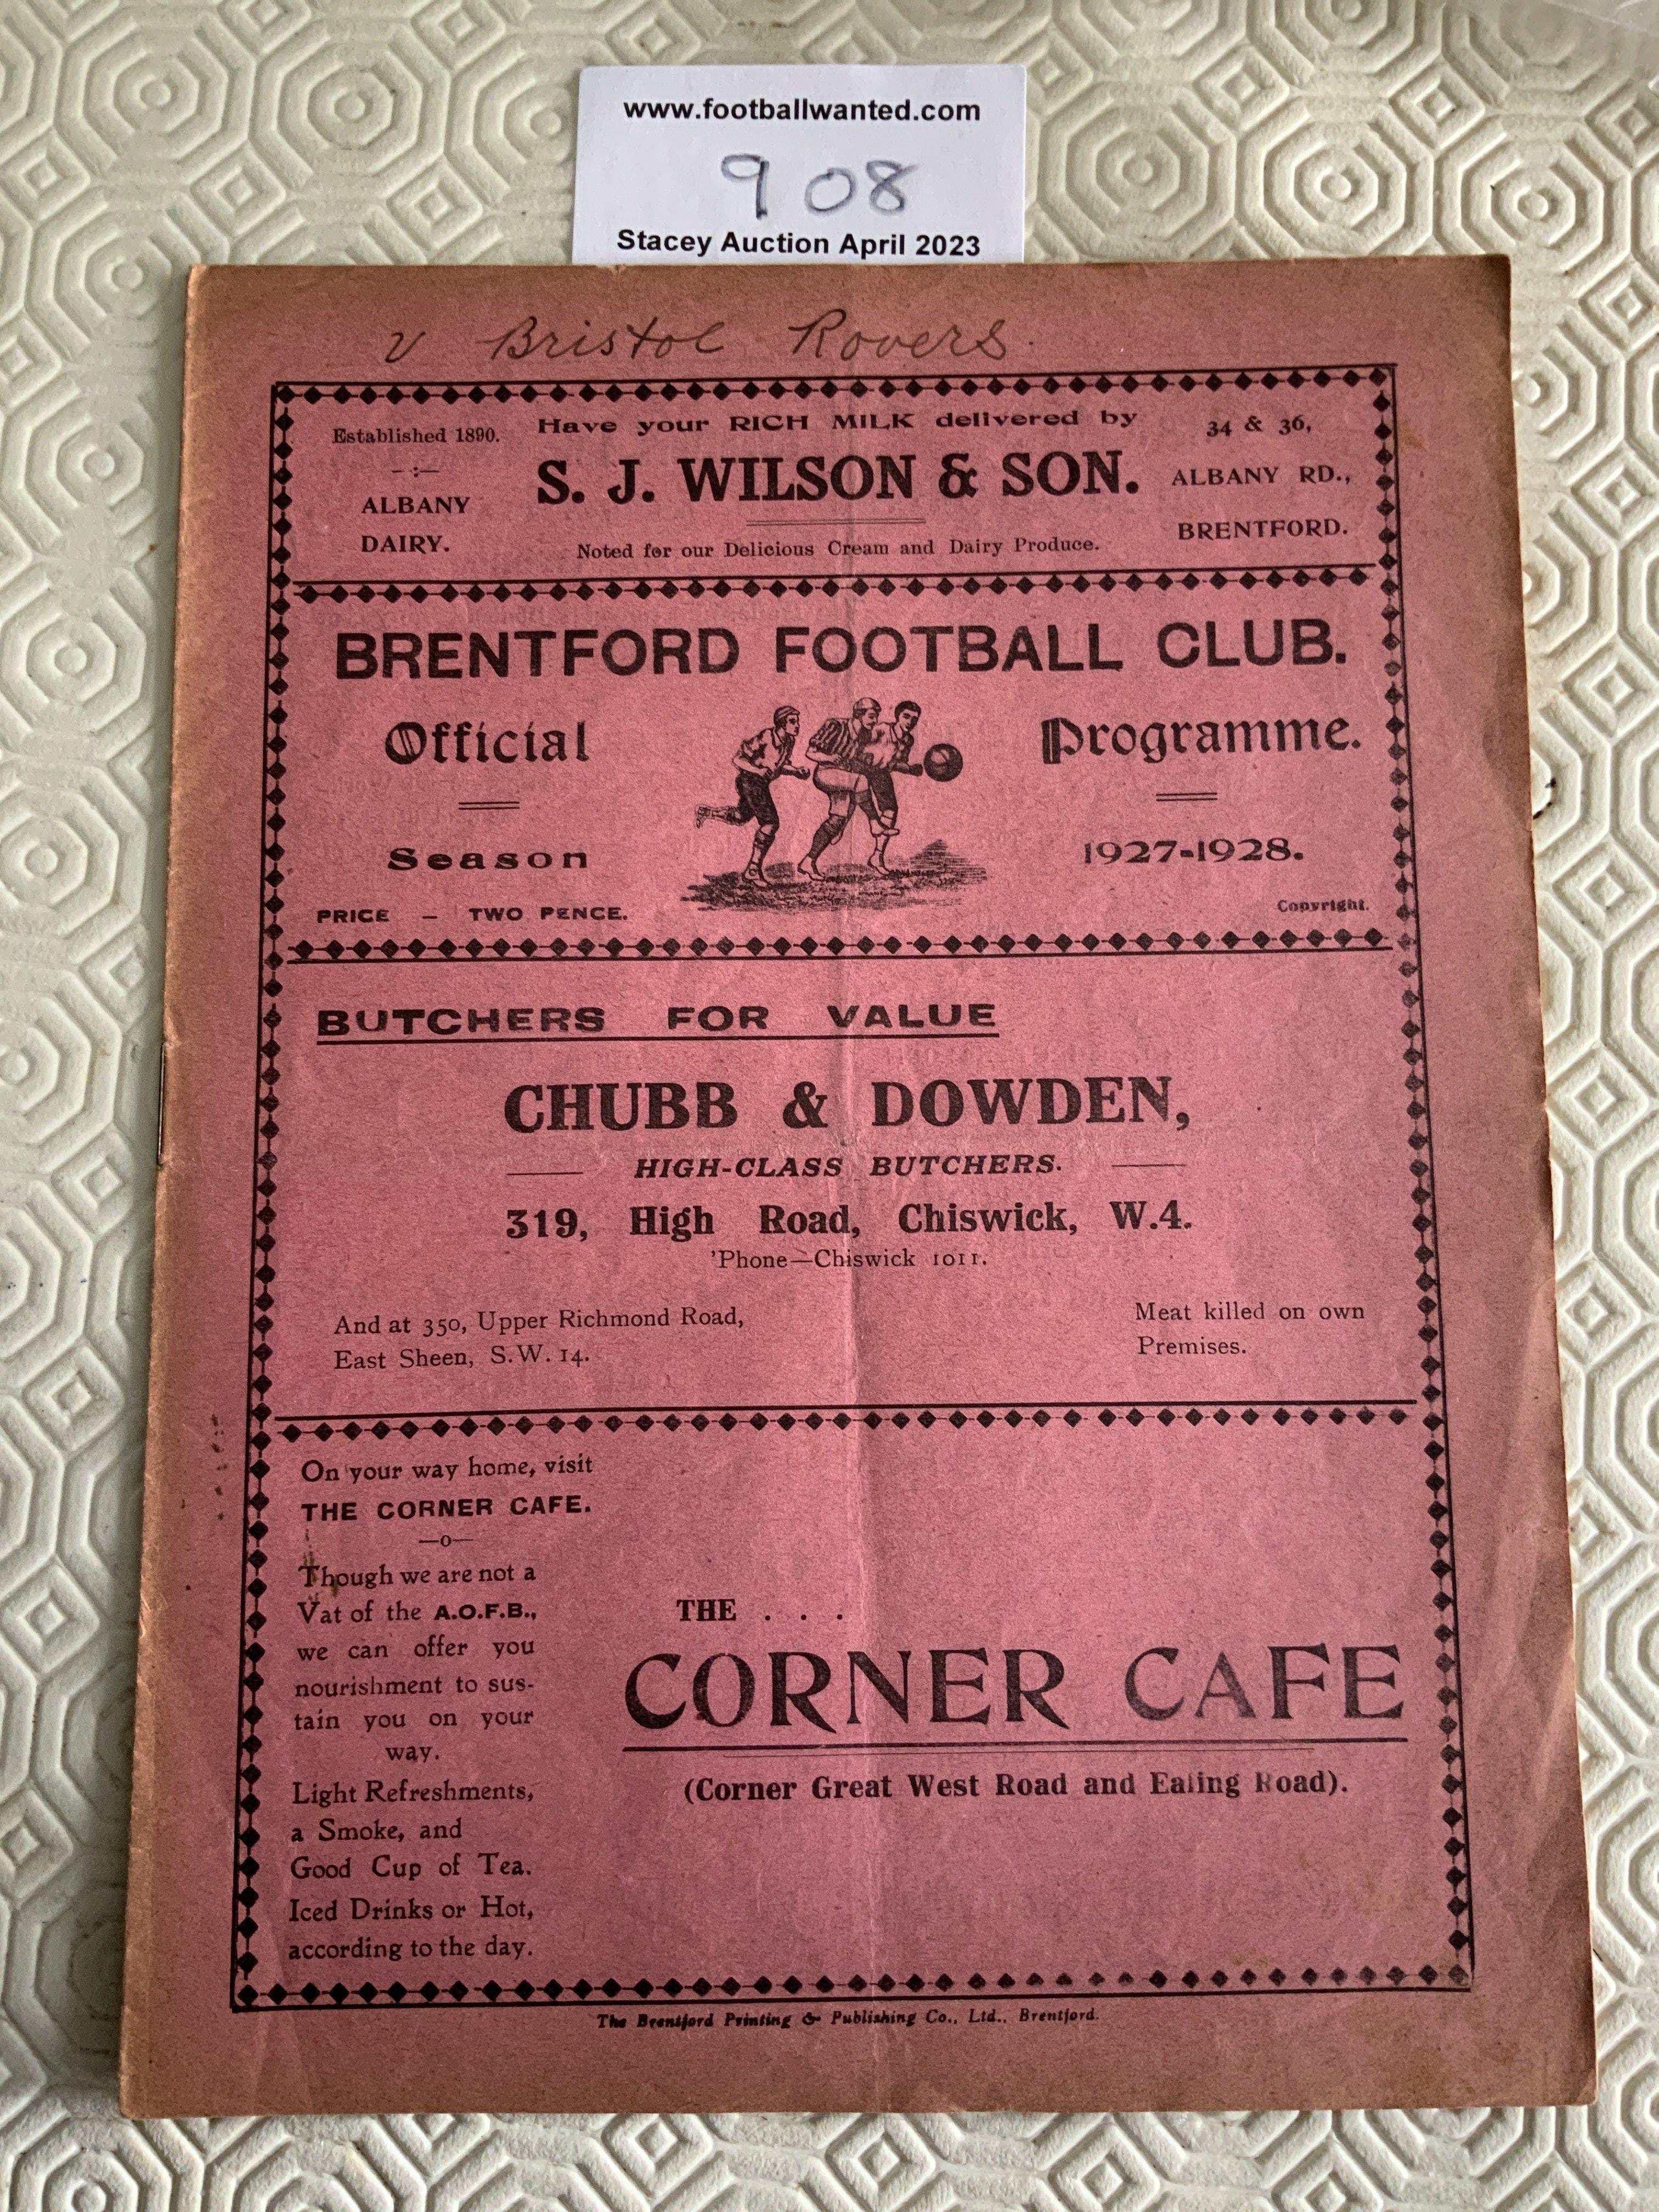 www.footballwanted.com
908
Stacey Auction April 2023
v Bristol Rovers
Established 1890.
-:-
ALBANY
DAIRY.
Have your RICH MILK delivered by
S. J. WILSON & SON.
Noted for our Delicious Cream and Dairy Produce.
34 & 36,
ALBANY RD.,
BRENTFORD.
BRENTFORD FOOTBALL CLUB.
Official Programme.
Season 1927-1928.
PRICE – TWO PENCE.
Copyright.
BUTCHERS FOR VALUE
CHUBB & DOWDEN,
HIGH-CLASS BUTCHERS.
319, High Road, Chiswick, W.4.
'Phone—Chiswick 1011.
And at 350, Upper Richmond Road,
East Sheen, S.W. 14.
Meat killed on own
Premises.
On your way home, visit
THE CORNER CAFE.
—o—
Though we are not a
Vat of the A.O.F.B.,
we can offer you
nourishment to sus-
tain you on your
way.
Light Refreshments,
a Smoke, and
Good Cup of Tea.
Iced Drinks or Hot,
according to the day.
THE . . .
CORNER CAFE
(Corner Great West Road and Ealing Road).
The Brentford Printing & Publishing Co., Ltd., Brentford.